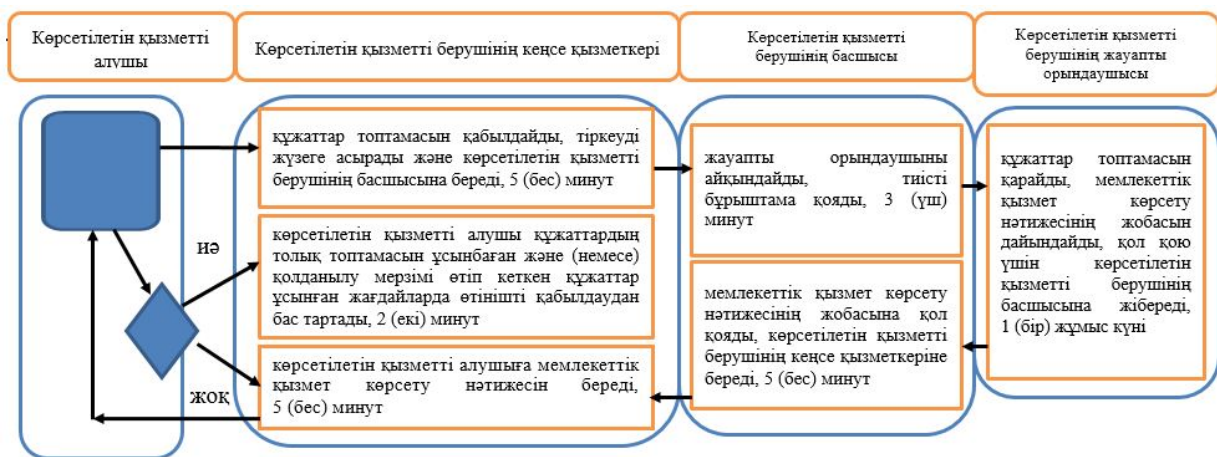 Көрсетілетін қызметті
алушы
Көрсетілетін қызметті берушінің кеңсе қызметкері
Көрсетілетін қызметті
берушінің басшысы
Көрсетілетін қызметті
берушінің жауапты
орындаушысы
құжаттар топтамасын қабылдайды, тіркеуді
жүзеге асырады және көрсетілетін қызметті
берушінің басшысына береді, 5 (бес) минут
жауапты орындаушыны
айқындайды, тиісті
бұрыштама қояды, 3 (үш)
минут
құжаттар топтамасын
қарайды, мемлекеттік
қызмет көрсету
нәтижесінің жобасын
дайындайды, қол қою
үшін көрсетілетін
қызметті берушінің
басшысына жібереді,
1 (бір) жұмыс күні
иә
көрсетілетін қызметті алушы құжаттардың
толық топтамасын ұсынбаған және (немесе)
қолданылу мерзімі өтіп кеткен құжаттар
ұсынған жағдайларда өтінішті қабылдаудан
бас тартады, 2 (екі) минут
мемлекеттік қызмет көрсету
нәтижесінің жобасына қол
қояды, көрсетілетін қызметті
берушінің кеңсе қызметкеріне
береді, 5 (бес) минут
жоқ
көрсетілетін қызметті алушыға мемлекеттік
қызмет көрсету нәтижесін береді,
5 (бес) минут